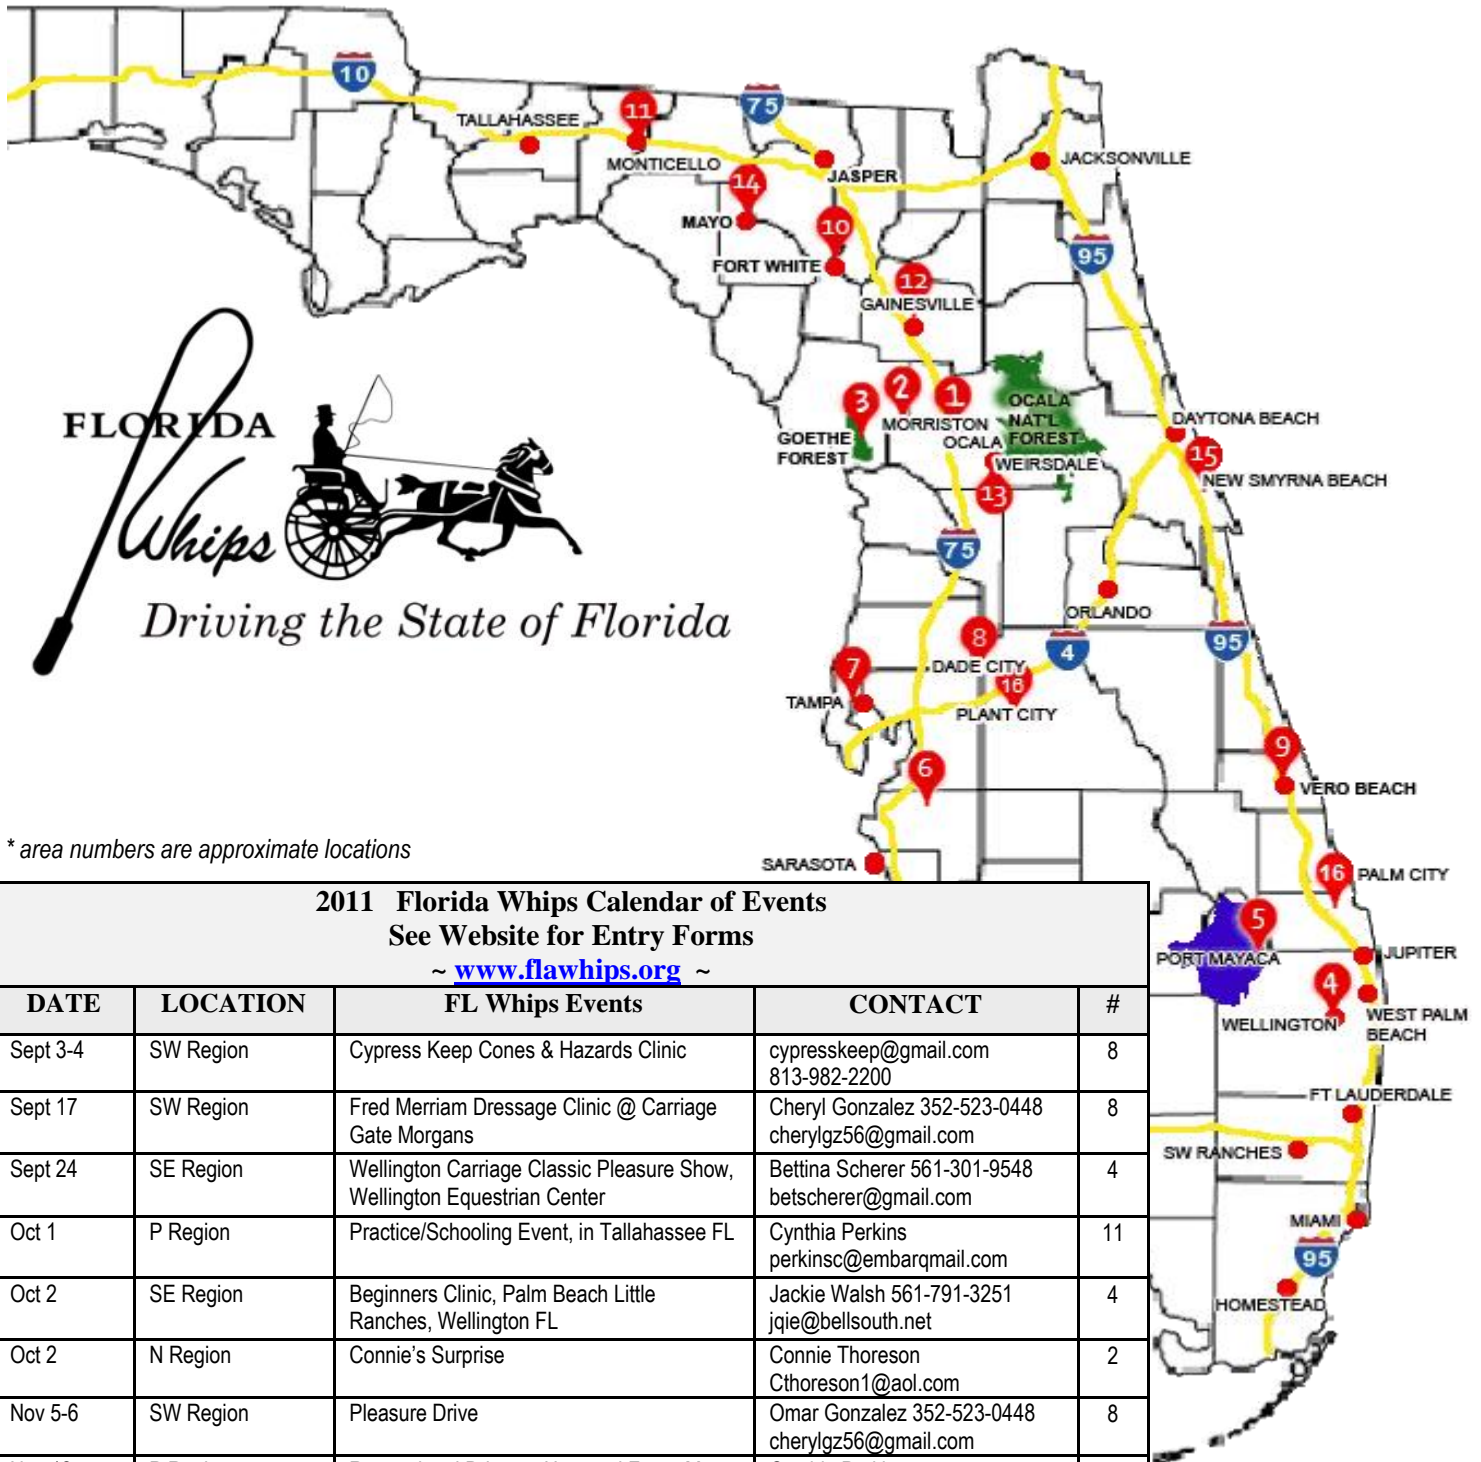 10
75
TALLAHASSEE
11
MONTICELLO
JASPER
JACKSONVILLE
14
MAYO
10
FORT WHITE
95
12
GAINESVILLE
3
2
1
MORRISTON
OCALA
OCALA
NAT'L
FOREST
GOETHE
FOREST
WEIRSDALE
13
DAYTONA BEACH
15
NEW SMYRNA BEACH
75
FLORIDA
Whips
Driving the State of Florida
ORLANDO
8
DADE CITY
4
95
7
TAMPA
16
PLANT CITY
6
9
VERO BEACH
* area numbers are approximate locations
SARASOTA
16
PALM CITY
5
PORT MAYACA
JUPITER
4
WELLINGTON
WEST PALM
BEACH
FT LAUDERDALE
SW RANCHES
MIAMI
95
HOMESTEAD
2011 Florida Whips Calendar of Events
See Website for Entry Forms
~ www.flawhips.org ~
DATE LOCATION FL Whips Events CONTACT #
Sept 3-4 SW Region Cypress Keep Cones & Hazards Clinic cypresskeep@gmail.com 8
813-982-2200
Sept 17 SW Region Fred Merriam Dressage Clinic @ Carriage Cheryl Gonzalez 352-523-0448 8
Gate Morgans cherylgz56@gmail.com
Sept 24 SE Region Wellington Carriage Classic Pleasure Show, Bettina Scherer 561-301-9548 4
Wellington Equestrian Center betscherer@gmail.com
Oct 1 P Region Practice/Schooling Event, in Tallahassee FL Cynthia Perkins 11
perkinsc@embarqmail.com
Oct 2 SE Region Beginners Clinic, Palm Beach Little Jackie Walsh 561-791-3251 4
Ranches, Wellington FL jqie@bellsouth.net
Oct 2 N Region Connie's Surprise Connie Thoreson 2
Cthoreson1@aol.com
Nov 5-6 SW Region Pleasure Drive Omar Gonzalez 352-523-0448 8
cherylgz56@gmail.com